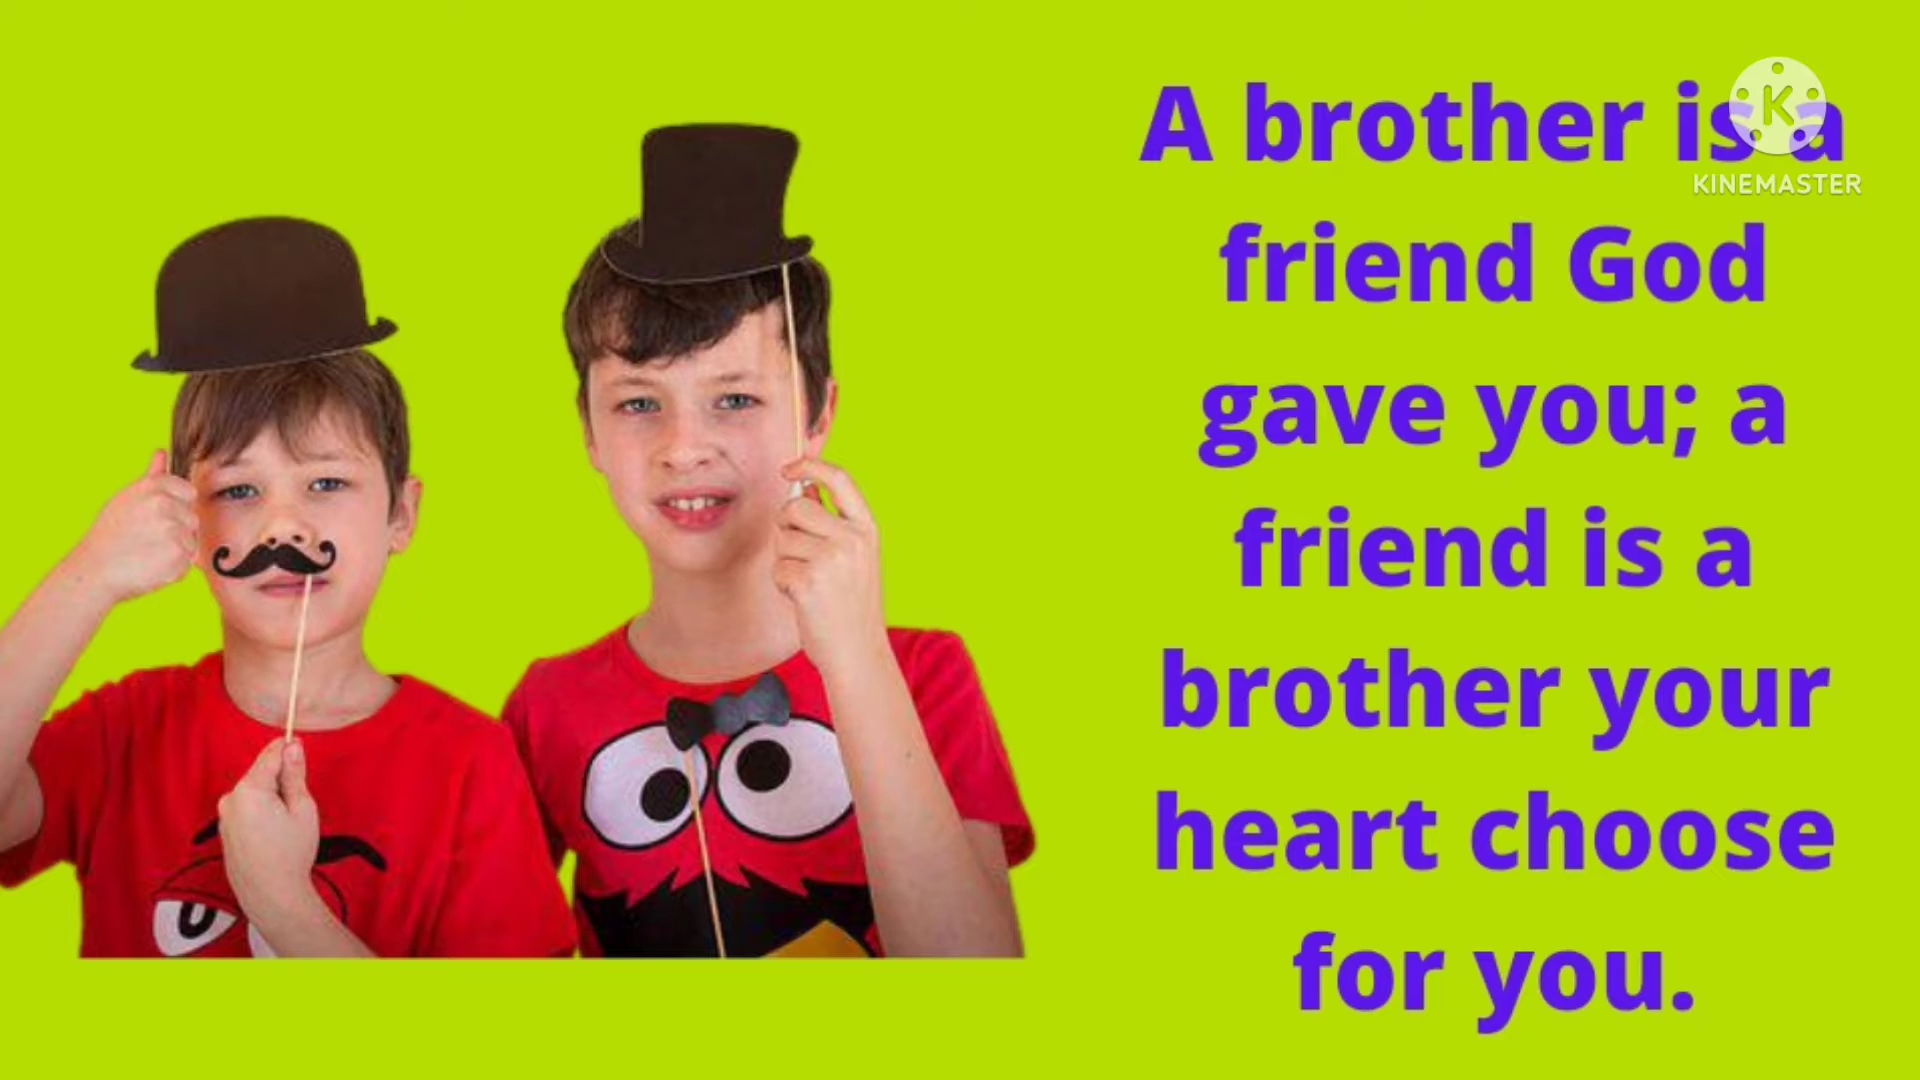 A brother is a
friend God
gave you; a
friend is a
brother your
heart choose
for you.
K
KINEMASTER